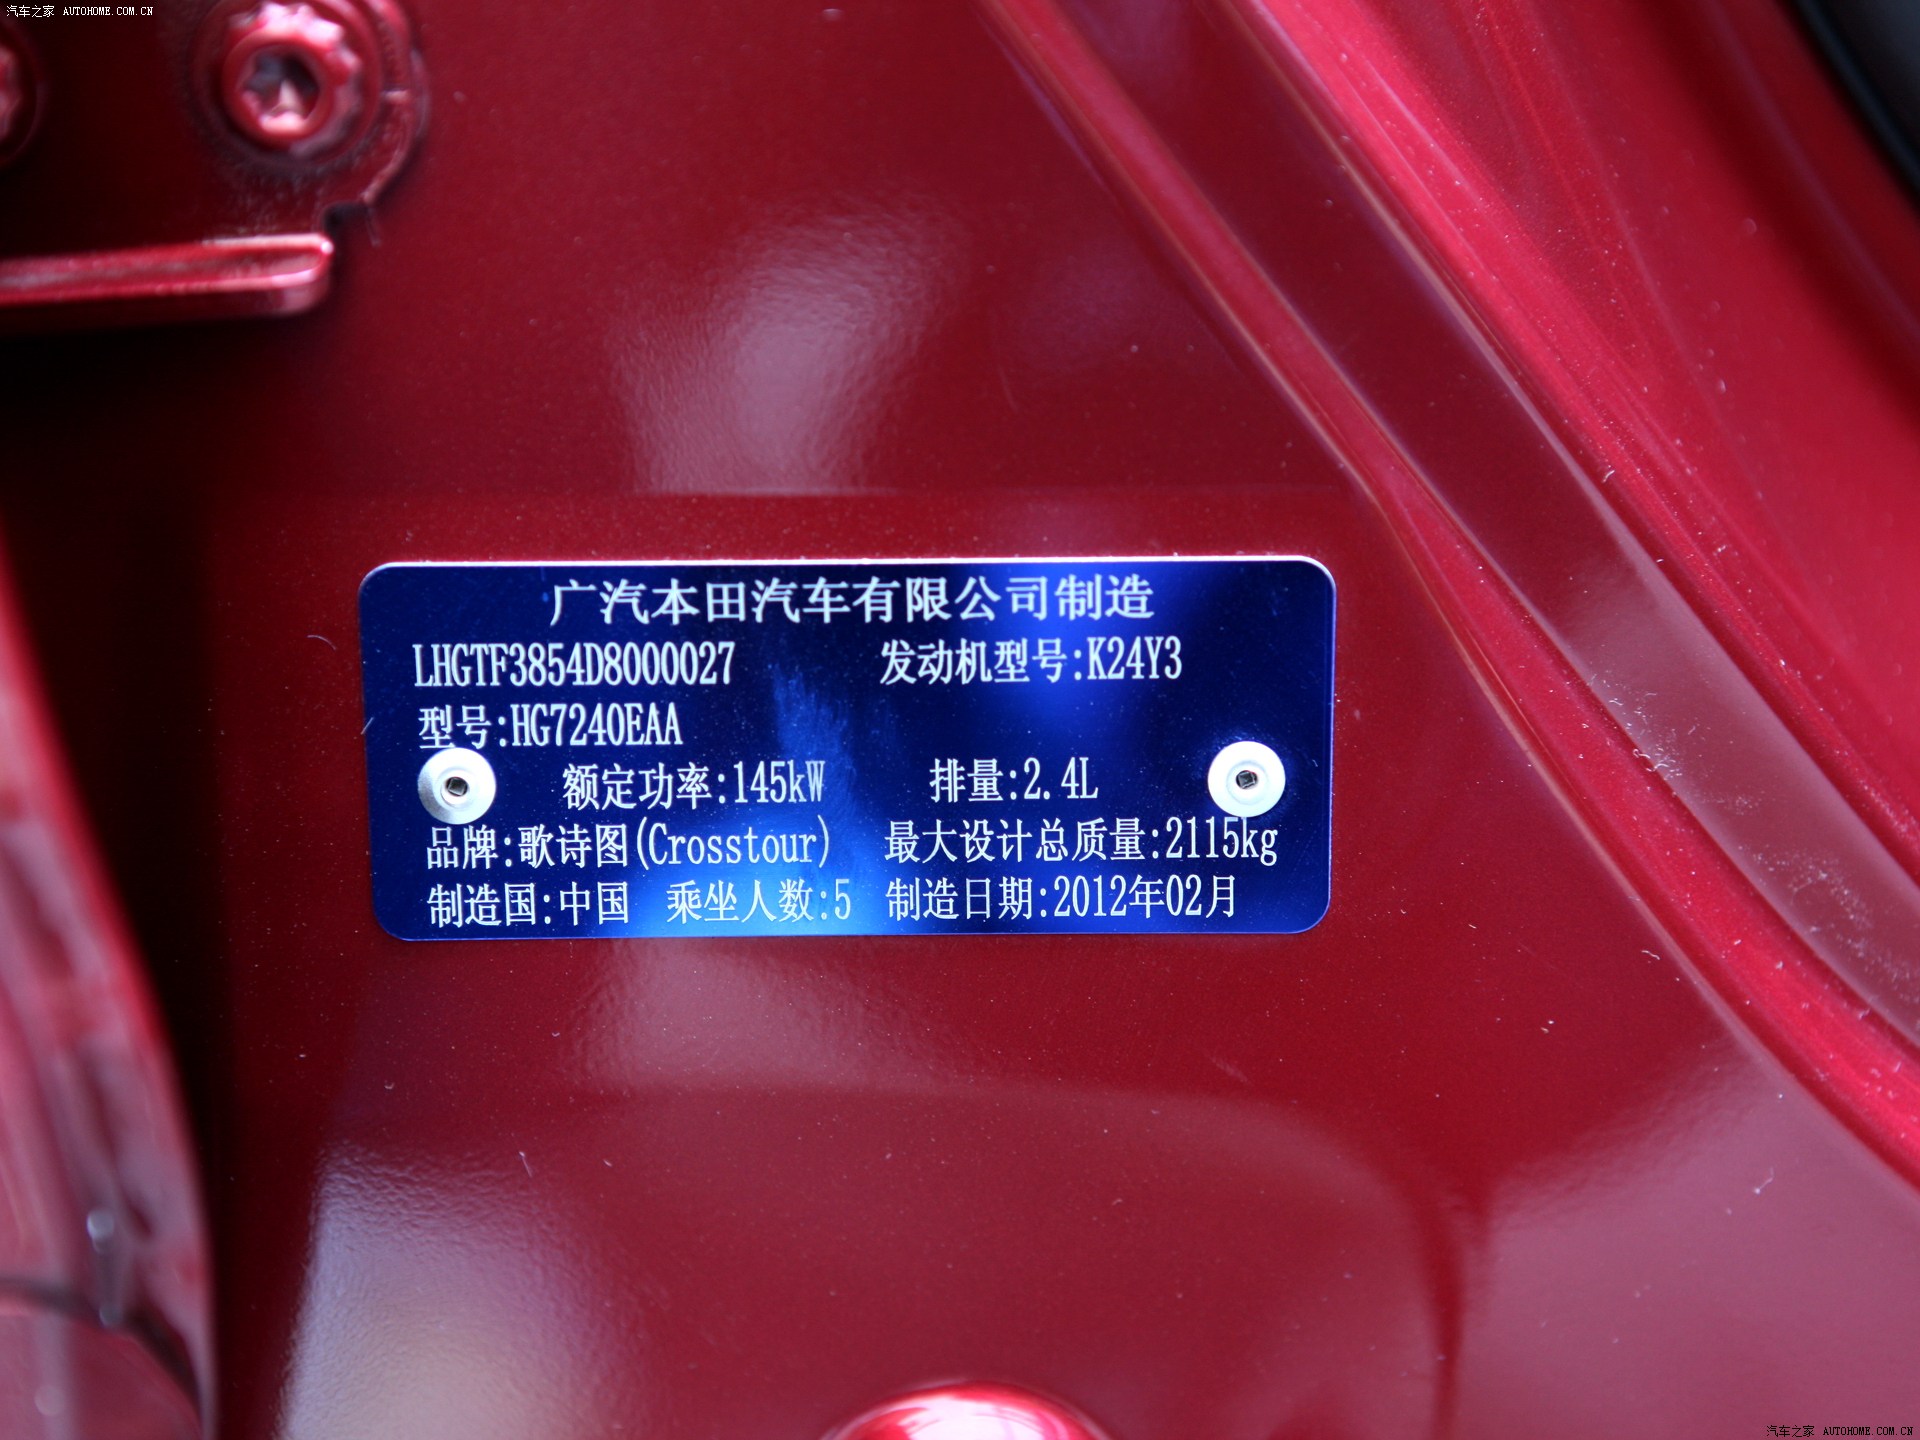 汽车之家 AUTOHOME.COM.CN
广汽本田汽车有限公司制造
LHGTF3854D8000027 发动机型号:K24Y3
型号:HG7240EAA
额定功率:145kW 排量:2.4L
品牌:歌诗图(Crosstour) 最大设计总质量:2115kg
制造国:中国 乘坐人数:5 制造日期:2012年02月
汽车之家 AUTOHOME.COM.CN